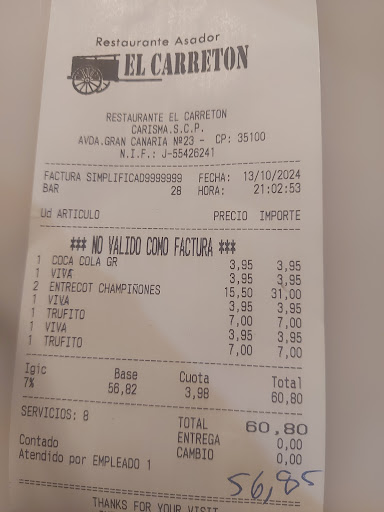 Restaurante Asador
EL CARRETON
RESTAURANTE EL CARRETON
CARISMA.S.C.P.
AVDA.GRAN CANARIA Nº23 - CP: 35100
N.I.F.: J-55426241
FACTURA SIMPLIFICAD9999999 FECHA: 13/10/2024
BAR 28 HORA: 21:02:53
Ud ARTICULO PRECIO IMPORTE
*** NO VALIDO COMO FACTURA ***
1 COCA COLA GR 3,95 3,95
1 VIVA 3,95 3,95
2 ENTRECOT CHAMPIÑONES 15,50 31,00
1 VIVA 3,95 3,95
1 TRUFITO 7,00 7,00
1 VIVA 3,95 3,95
1 TRUFITO 7,00 7,00
Igic Base Cuota Total
7% 56,82 3,98 60,80
SERVICIOS: 8 TOTAL 60,80
ENTREGA 0,00
Contado CAMBIO 0,00
Atendido por EMPLEADO 1
56,85
THANKS FOR YOUR VISIT